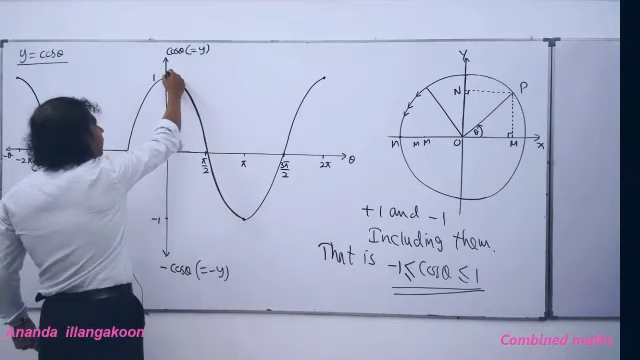 y = cosθ
cosθ(=y)
1
-θ -2π
π/2
π
3π/2
2π
θ
-1
-cosθ(=-y)
Y
N
P
θ
n m m O M X
+1 and -1
Including them.
That is -1 ≤ cosθ ≤ 1
Ananda illangakoon
Combined maths